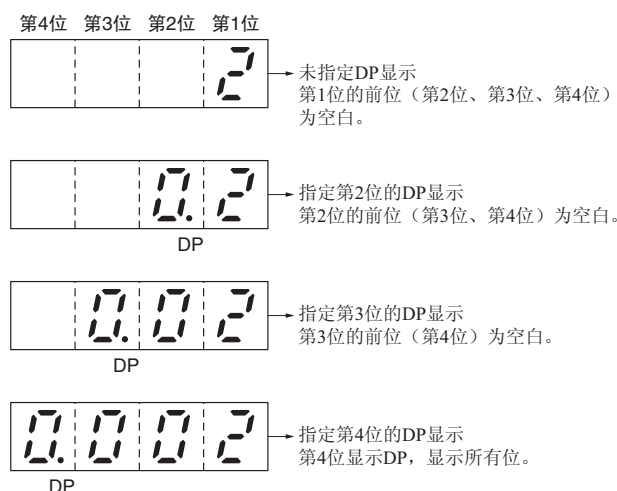 第4位 第3位 第2位 第1位
2
未指定DP显示
第1位的前位（第2位、第3位、第4位）
为空白。
0.2
指定第2位的DP显示
第2位的前位（第3位、第4位）为空白。
DP
0.02
指定第3位的DP显示
第3位的前位（第4位）为空白。
DP
0.002
指定第4位的DP显示
第4位显示DP，显示所有位。
DP